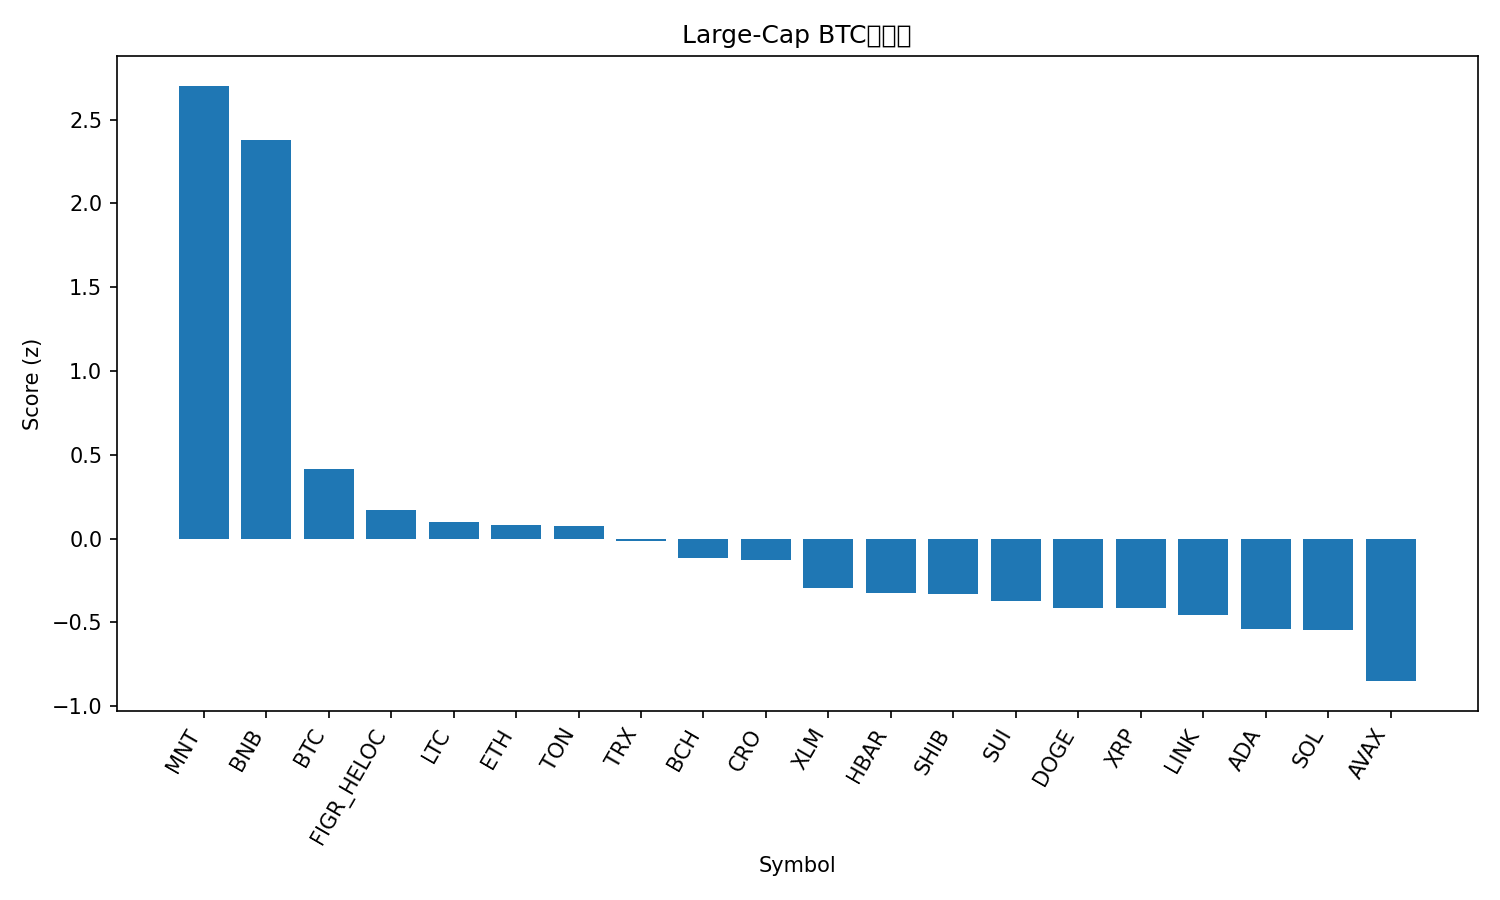 Large-Cap BTC
2.5
2.0
1.5
1.0
0.5
0.0
−0.5
−1.0
Score (z)
MNT
BNB
BTC
FIGR_HELOC
LTC
ETH
TON
TRX
BCH
CRO
XLM
HBAR
SHIB
SUI
DOGE
XRP
LINK
ADA
SOL
AVAX
Symbol